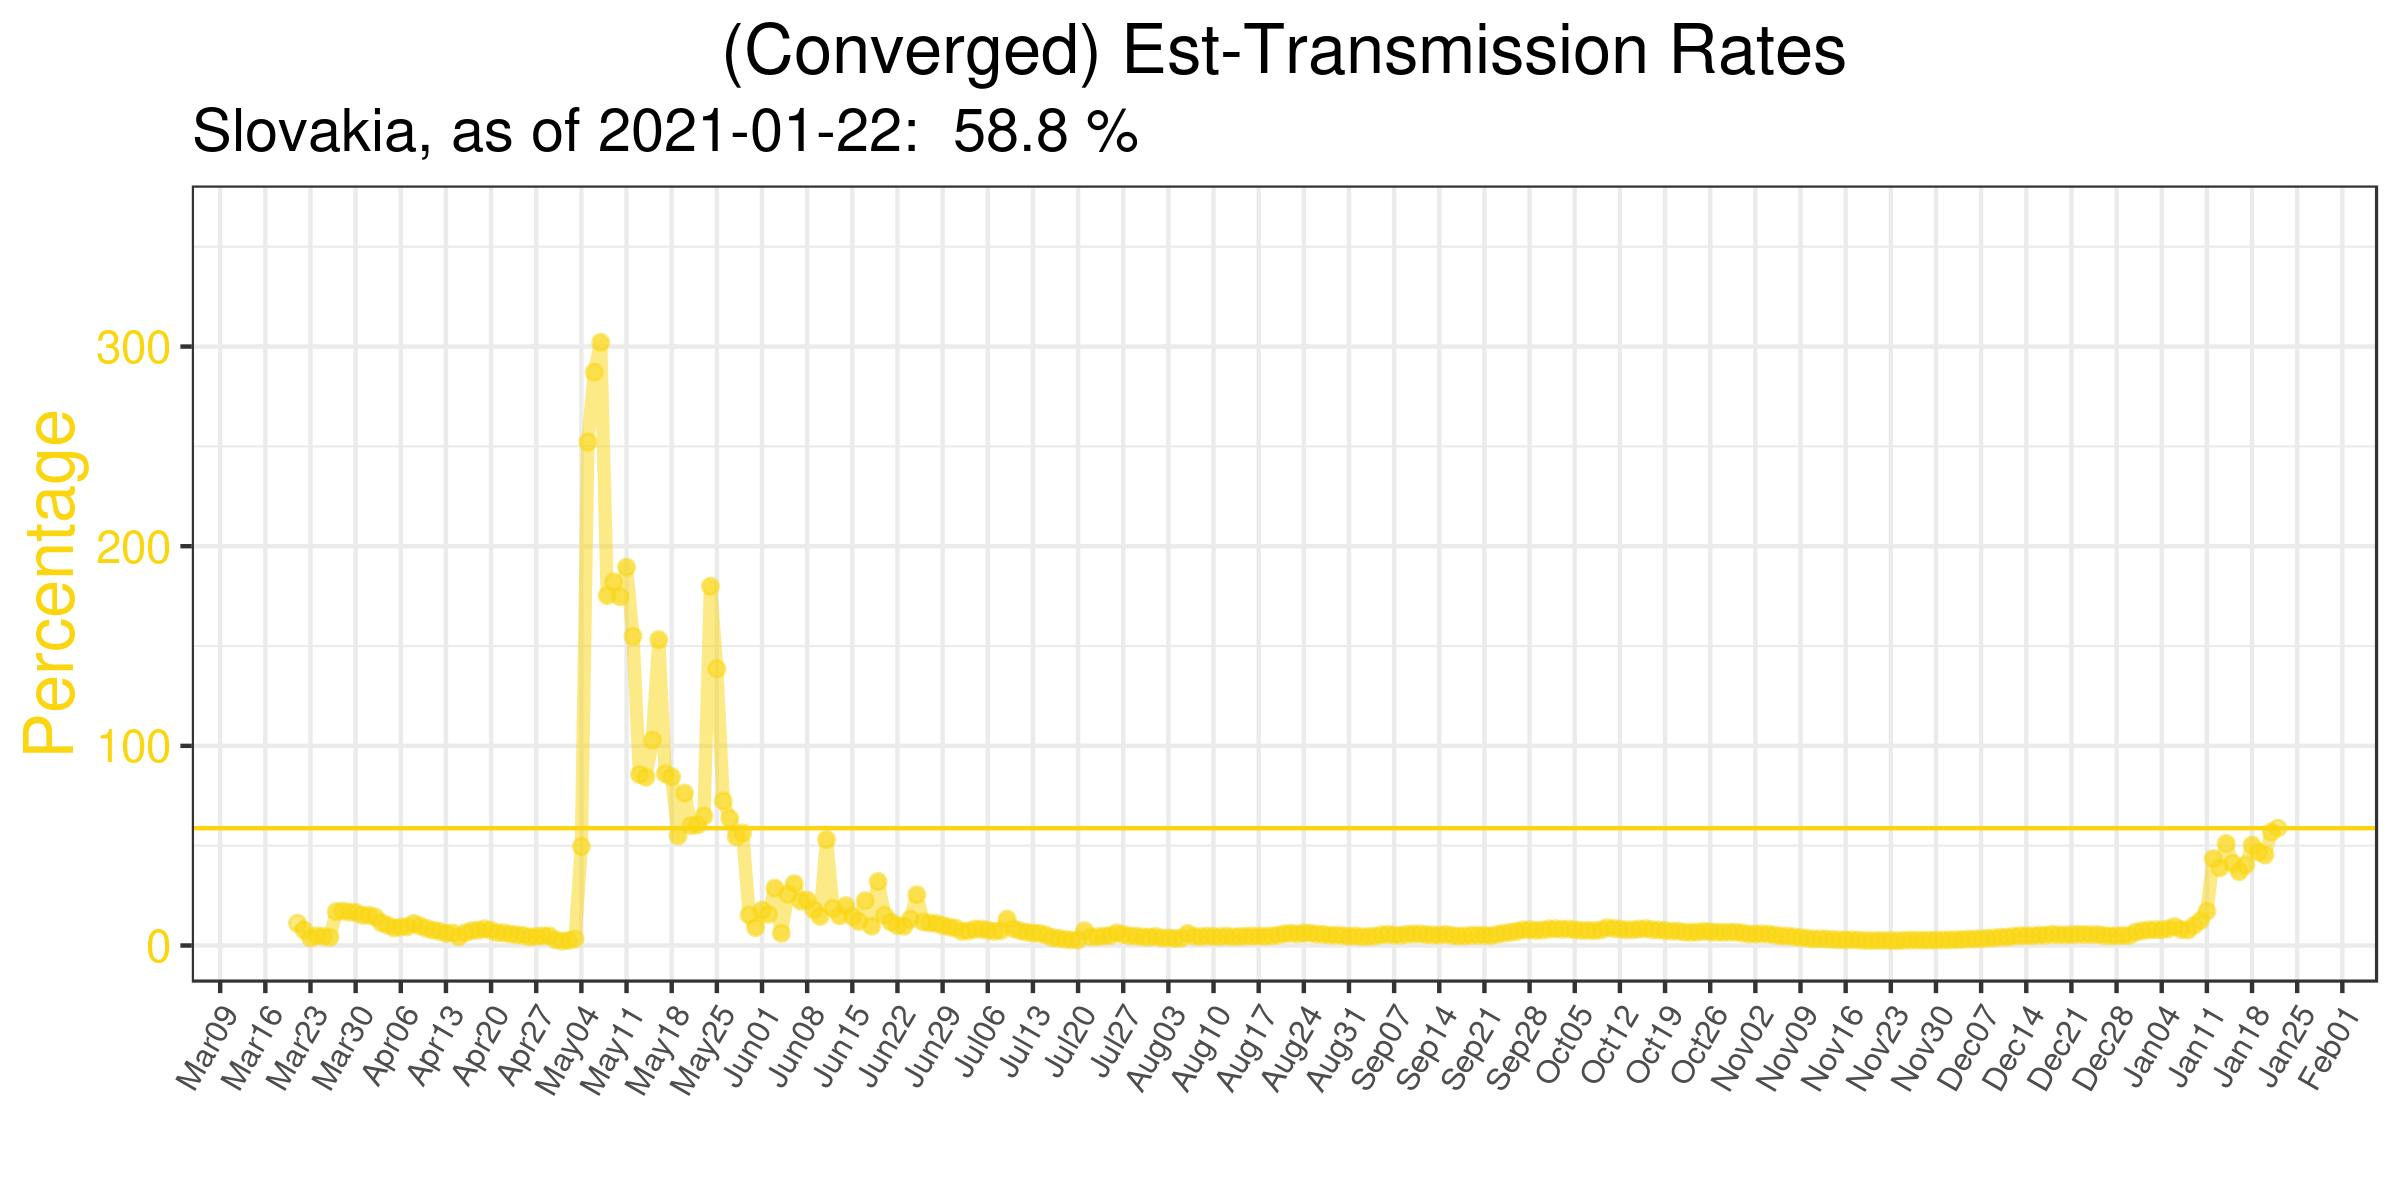 (Converged) Est-Transmission Rates
Slovakia, as of 2021-01-22:  58.8 %
Percentage
300
200
100
0
Mar09
Mar16
Mar23
Mar30
Apr06
Apr13
Apr20
Apr27
May04
May11
May18
May25
Jun01
Jun08
Jun15
Jun22
Jun29
Jul06
Jul13
Jul20
Jul27
Aug03
Aug10
Aug17
Aug24
Aug31
Sep07
Sep14
Sep21
Sep28
Oct05
Oct12
Oct19
Oct26
Nov02
Nov09
Nov16
Nov23
Nov30
Dec07
Dec14
Dec21
Dec28
Jan04
Jan11
Jan18
Jan25
Feb01